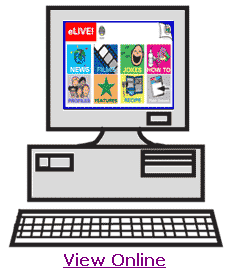 eLIVE!
NEWS FILMS JOKES HOW TO
PROFILES FEATURES RECIPE
View Online